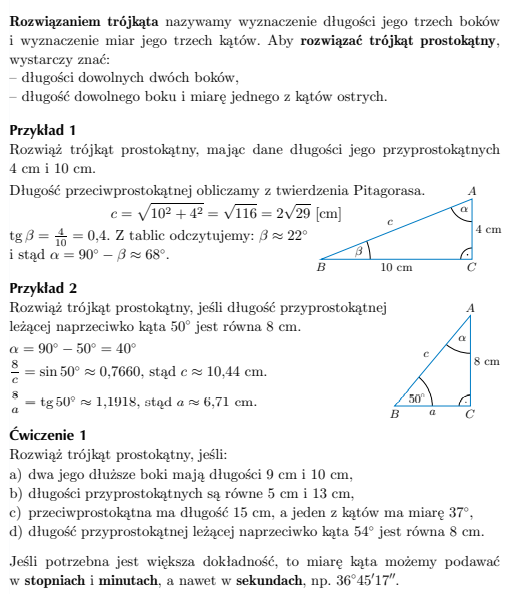 Rozwiązaniem trójkąta nazywamy wyznaczenie długości jego trzech boków
i wyznaczenie miar jego trzech kątów. Aby rozwiązać trójkąt prostokątny,
wystarczy znać:
– długości dowolnych dwóch boków,
– długość dowolnego boku i miarę jednego z kątów ostrych.
Przykład 1
Rozwiąż trójkąt prostokątny, mając dane długości jego przyprostokątnych
4 cm i 10 cm.
Długość przeciwprostokątnej obliczamy z twierdzenia Pitagorasa.
c = √(10² + 4²) = √116 = 2√29 [cm]
tg β = 4/10 = 0,4. Z tablic odczytujemy: β ≈ 22°
i stąd α = 90° − β ≈ 68°.
A
α
c
4 cm
β
B
10 cm
C
Przykład 2
Rozwiąż trójkąt prostokątny, jeśli długość przyprostokątnej
leżącej naprzeciwko kąta 50° jest równa 8 cm.
α = 90° − 50° = 40°
8/c = sin 50° ≈ 0,7660, stąd c ≈ 10,44 cm.
8/a = tg 50° ≈ 1,1918, stąd a ≈ 6,71 cm.
A
α
c
8 cm
50°
B
a
C
Ćwiczenie 1
Rozwiąż trójkąt prostokątny, jeśli:
a) dwa jego dłuższe boki mają długości 9 cm i 10 cm,
b) długości przyprostokątnych są równe 5 cm i 13 cm,
c) przeciwprostokątna ma długość 15 cm, a jeden z kątów ma miarę 37°,
d) długość przyprostokątnej leżącej naprzeciwko kąta 54° jest równa 8 cm.
Jeśli potrzebna jest większa dokładność, to miarę kąta możemy podawać
w stopniach i minutach, a nawet w sekundach, np. 36°45′17″.